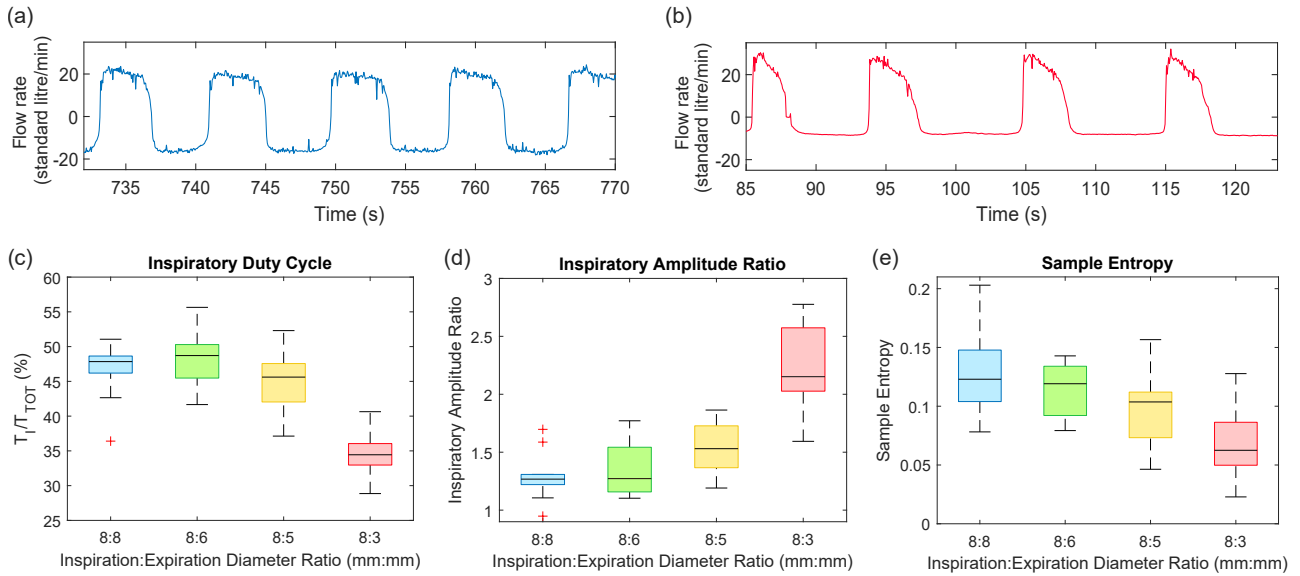 (a)
Flow rate
(standard litre/min)
20
0
-20
735 740 745 750 755 760 765 770
Time (s)
(b)
Flow rate
(standard litre/min)
20
0
-20
85 90 95 100 105 110 115 120
Time (s)
(c)
Inspiratory Duty Cycle
T_I/T_TOT (%)
60
55
50
45
40
35
30
25
8:8 8:6 8:5 8:3
Inspiration:Expiration Diameter Ratio (mm:mm)
(d)
Inspiratory Amplitude Ratio
Inspiratory Amplitude Ratio
3
2.5
2
1.5
1
8:8 8:6 8:5 8:3
Inspiration:Expiration Diameter Ratio (mm:mm)
(e)
Sample Entropy
Sample Entropy
0.2
0.15
0.1
0.05
0
8:8 8:6 8:5 8:3
Inspiration:Expiration Diameter Ratio (mm:mm)